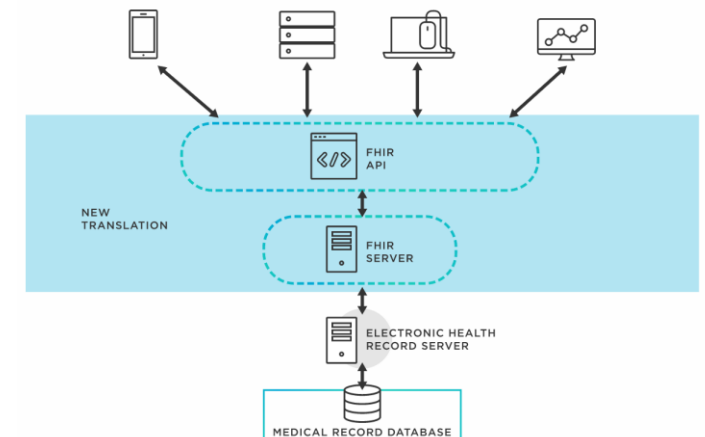 </>
FHIR
API
NEW
TRANSLATION
FHIR
SERVER
ELECTRONIC HEALTH
RECORD SERVER
MEDICAL RECORD DATABASE